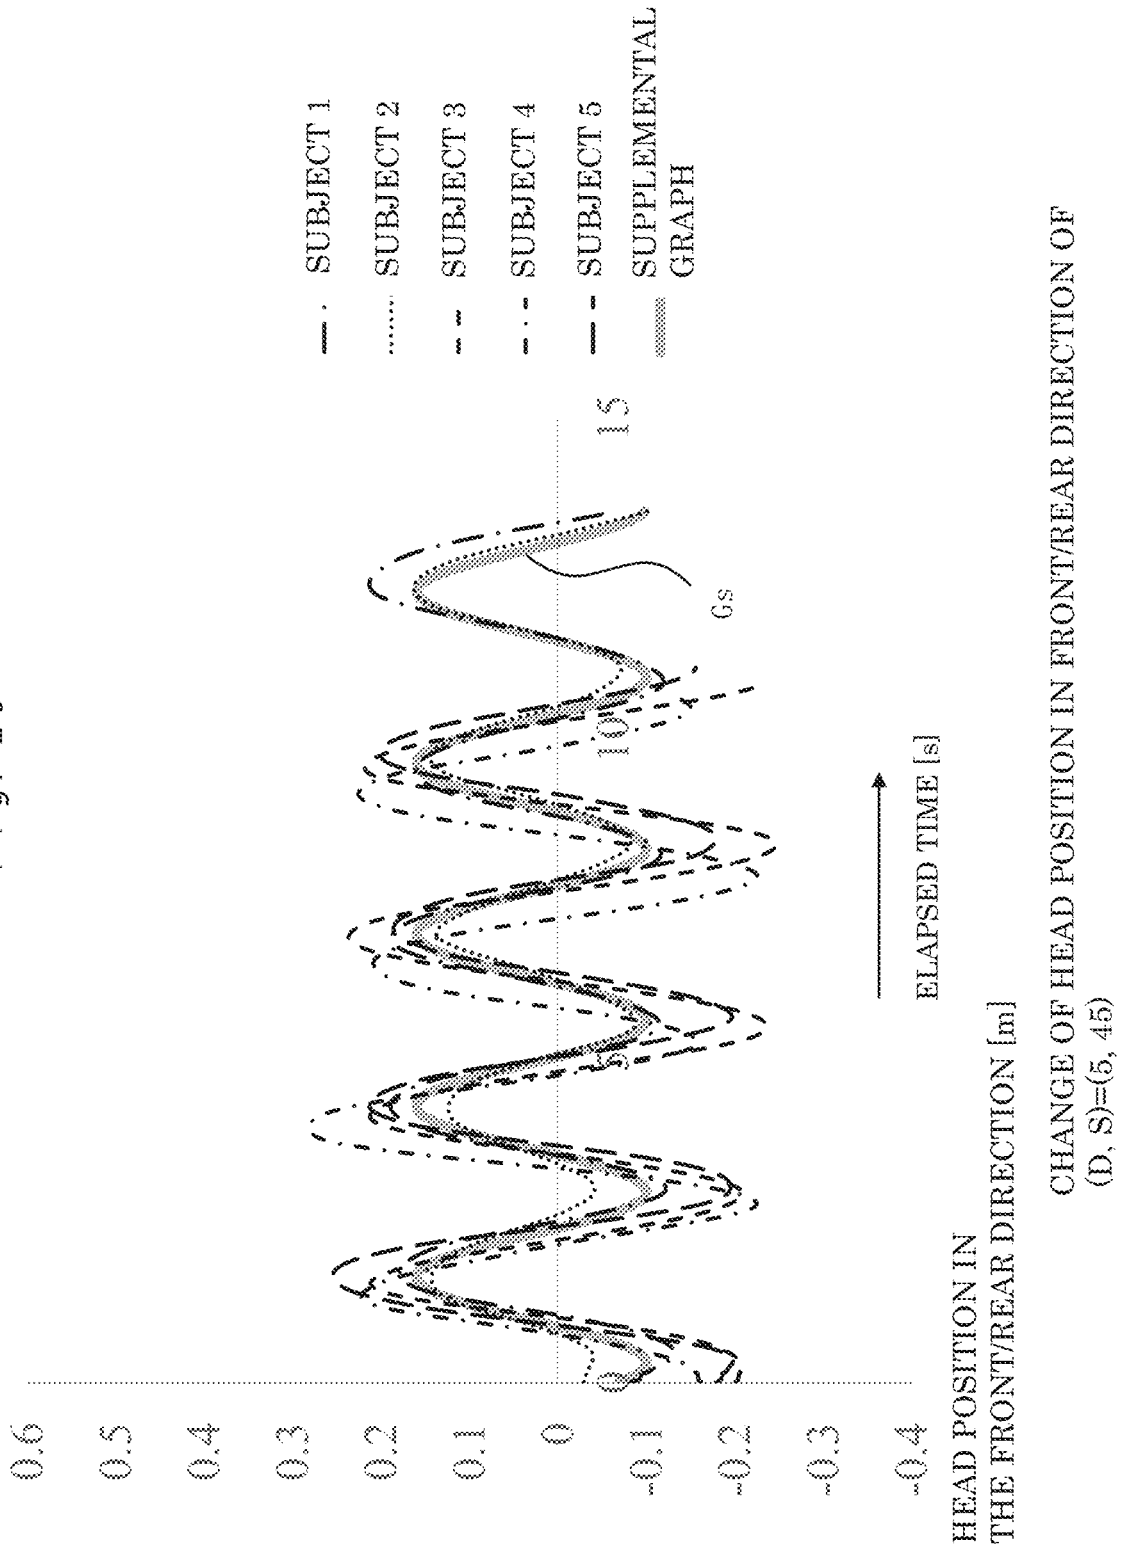 0.6
0.5
0.4
0.3
0.2
0.1
0
-0.1
-0.2
-0.3
-0.4
0
5
10
15
SUBJECT 1
SUBJECT 2
SUBJECT 3
SUBJECT 4
SUBJECT 5
SUPPLEMENTAL
GRAPH
Gs
ELAPSED TIME [s]
HEAD POSITION IN
THE FRONT/REAR DIRECTION [m]
CHANGE OF HEAD POSITION IN FRONT/REAR DIRECTION OF
(D, S)=(5, 45)